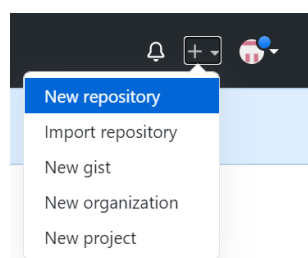 New repository
Import repository
New gist
New organization
New project